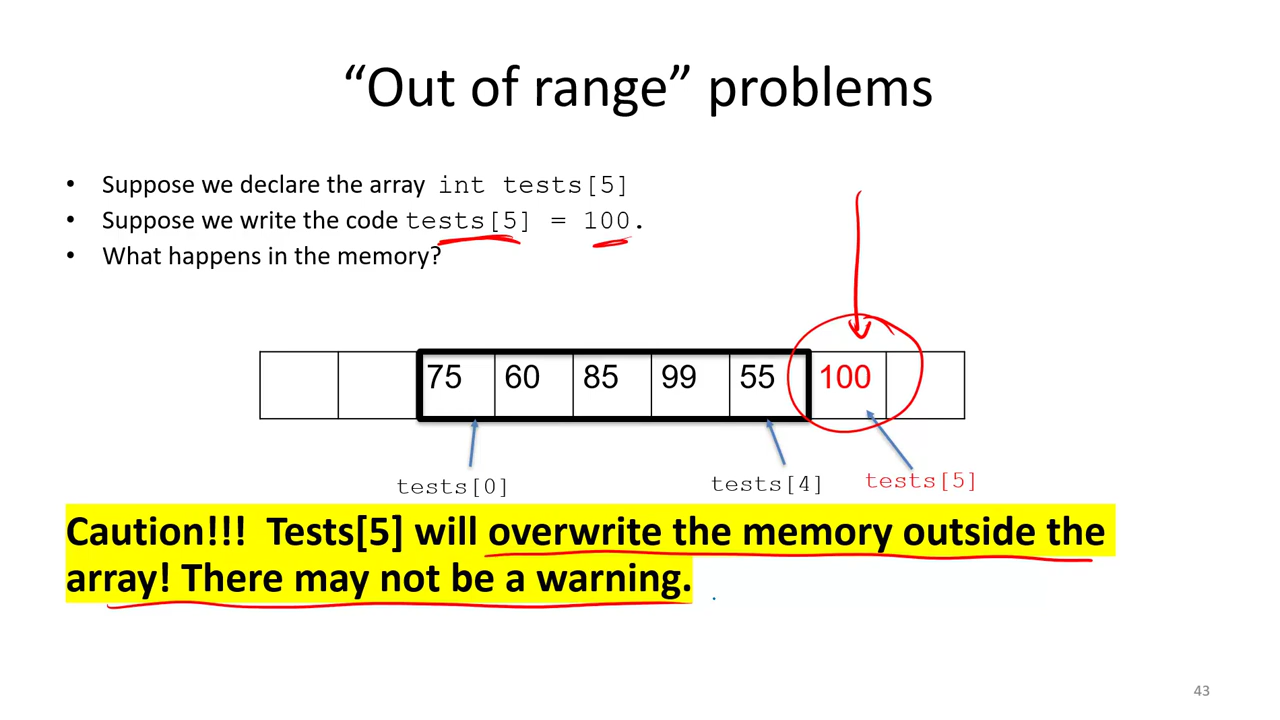 “Out of range” problems
• Suppose we declare the array int tests[5]
• Suppose we write the code tests[5] = 100.
• What happens in the memory?
75 60 85 99 55 100
tests[0] tests[4] tests[5]
Caution!!! Tests[5] will overwrite the memory outside the
array! There may not be a warning.
43